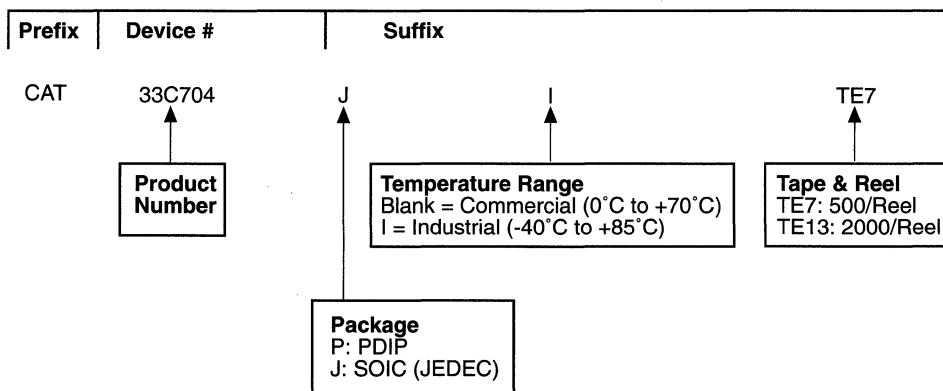 Prefix Device # Suffix
CAT 33C704 J I TE7
Product
Number
Temperature Range
Blank = Commercial (0˚C to +70˚C)
I = Industrial (-40˚C to +85˚C)
Tape & Reel
TE7: 500/Reel
TE13: 2000/Reel
Package
P: PDIP
J: SOIC (JEDEC)